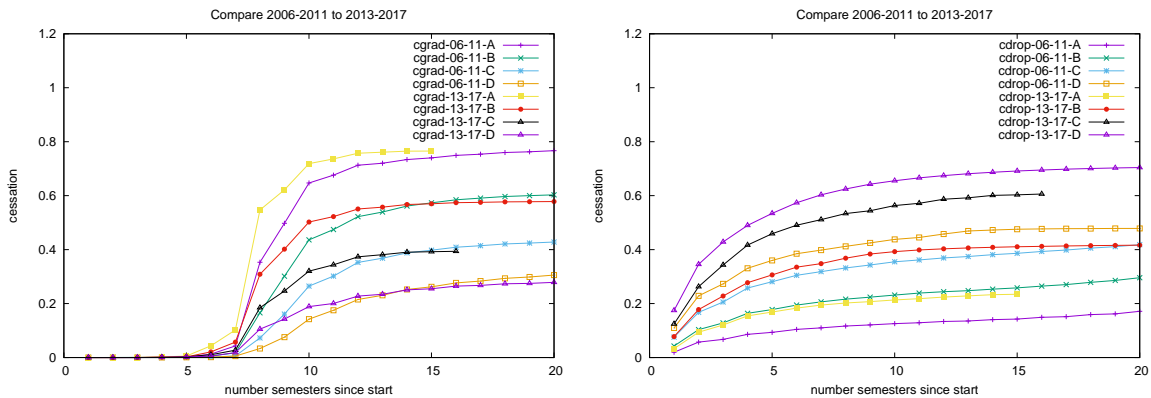 Compare 2006-2011 to 2013-2017
1.2
1
0.8
0.6
0.4
0.2
0
cessation
cgrad-06-11-A
cgrad-06-11-B
cgrad-06-11-C
cgrad-06-11-D
cgrad-13-17-A
cgrad-13-17-B
cgrad-13-17-C
cgrad-13-17-D
0 5 10 15 20
number semesters since start
Compare 2006-2011 to 2013-2017
1.2
1
0.8
0.6
0.4
0.2
0
cessation
cdrop-06-11-A
cdrop-06-11-B
cdrop-06-11-C
cdrop-06-11-D
cdrop-13-17-A
cdrop-13-17-B
cdrop-13-17-C
cdrop-13-17-D
0 5 10 15 20
number semesters since start